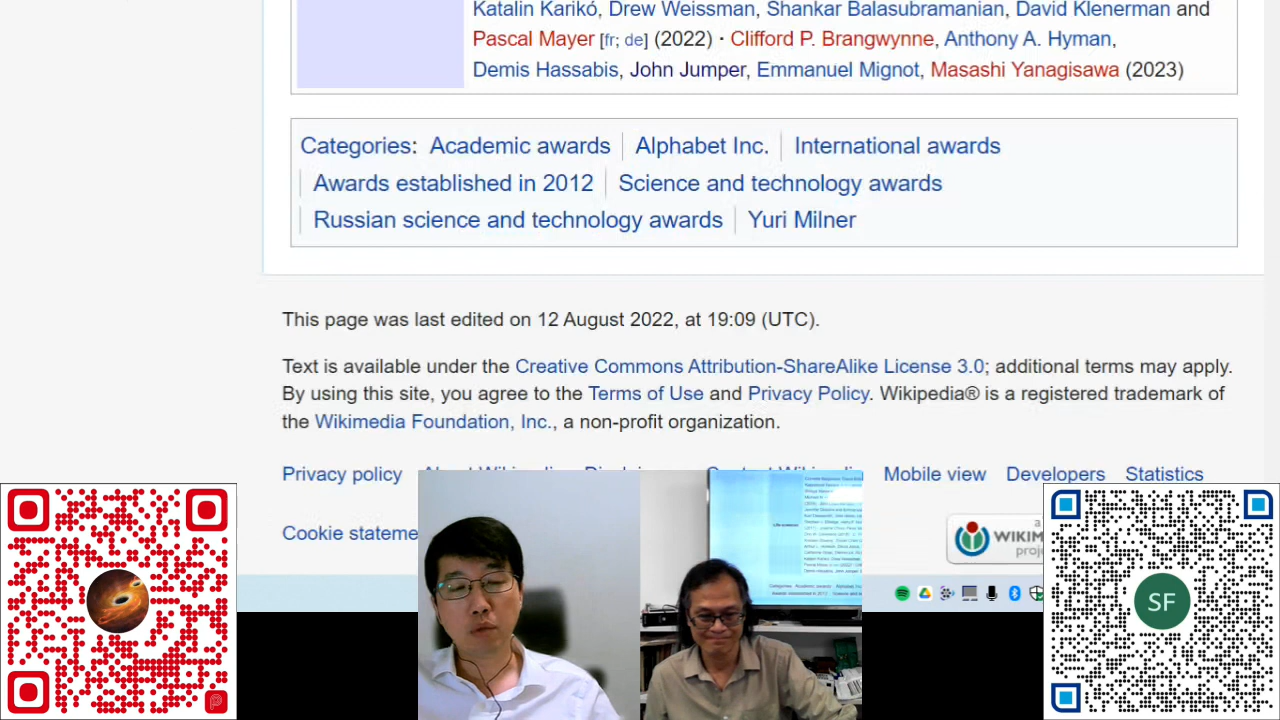 Katalin Karikó, Drew Weissman, Shankar Balasubramanian, David Klenerman and
Pascal Mayer [fr; de] (2022) · Clifford P. Brangwynne, Anthony A. Hyman,
Demis Hassabis, John Jumper, Emmanuel Mignot, Masashi Yanagisawa (2023)
Categories: Academic awards | Alphabet Inc. | International awards
| Awards established in 2012 | Science and technology awards
| Russian science and technology awards | Yuri Milner
This page was last edited on 12 August 2022, at 19:09 (UTC).
Text is available under the Creative Commons Attribution-ShareAlike License 3.0; additional terms may apply.
By using this site, you agree to the Terms of Use and Privacy Policy. Wikipedia® is a registered trademark of
the Wikimedia Foundation, Inc., a non-profit organization.
Privacy policy Mobile view Developers Statistics
Cookie stateme
a
WIKIM
proj
SF